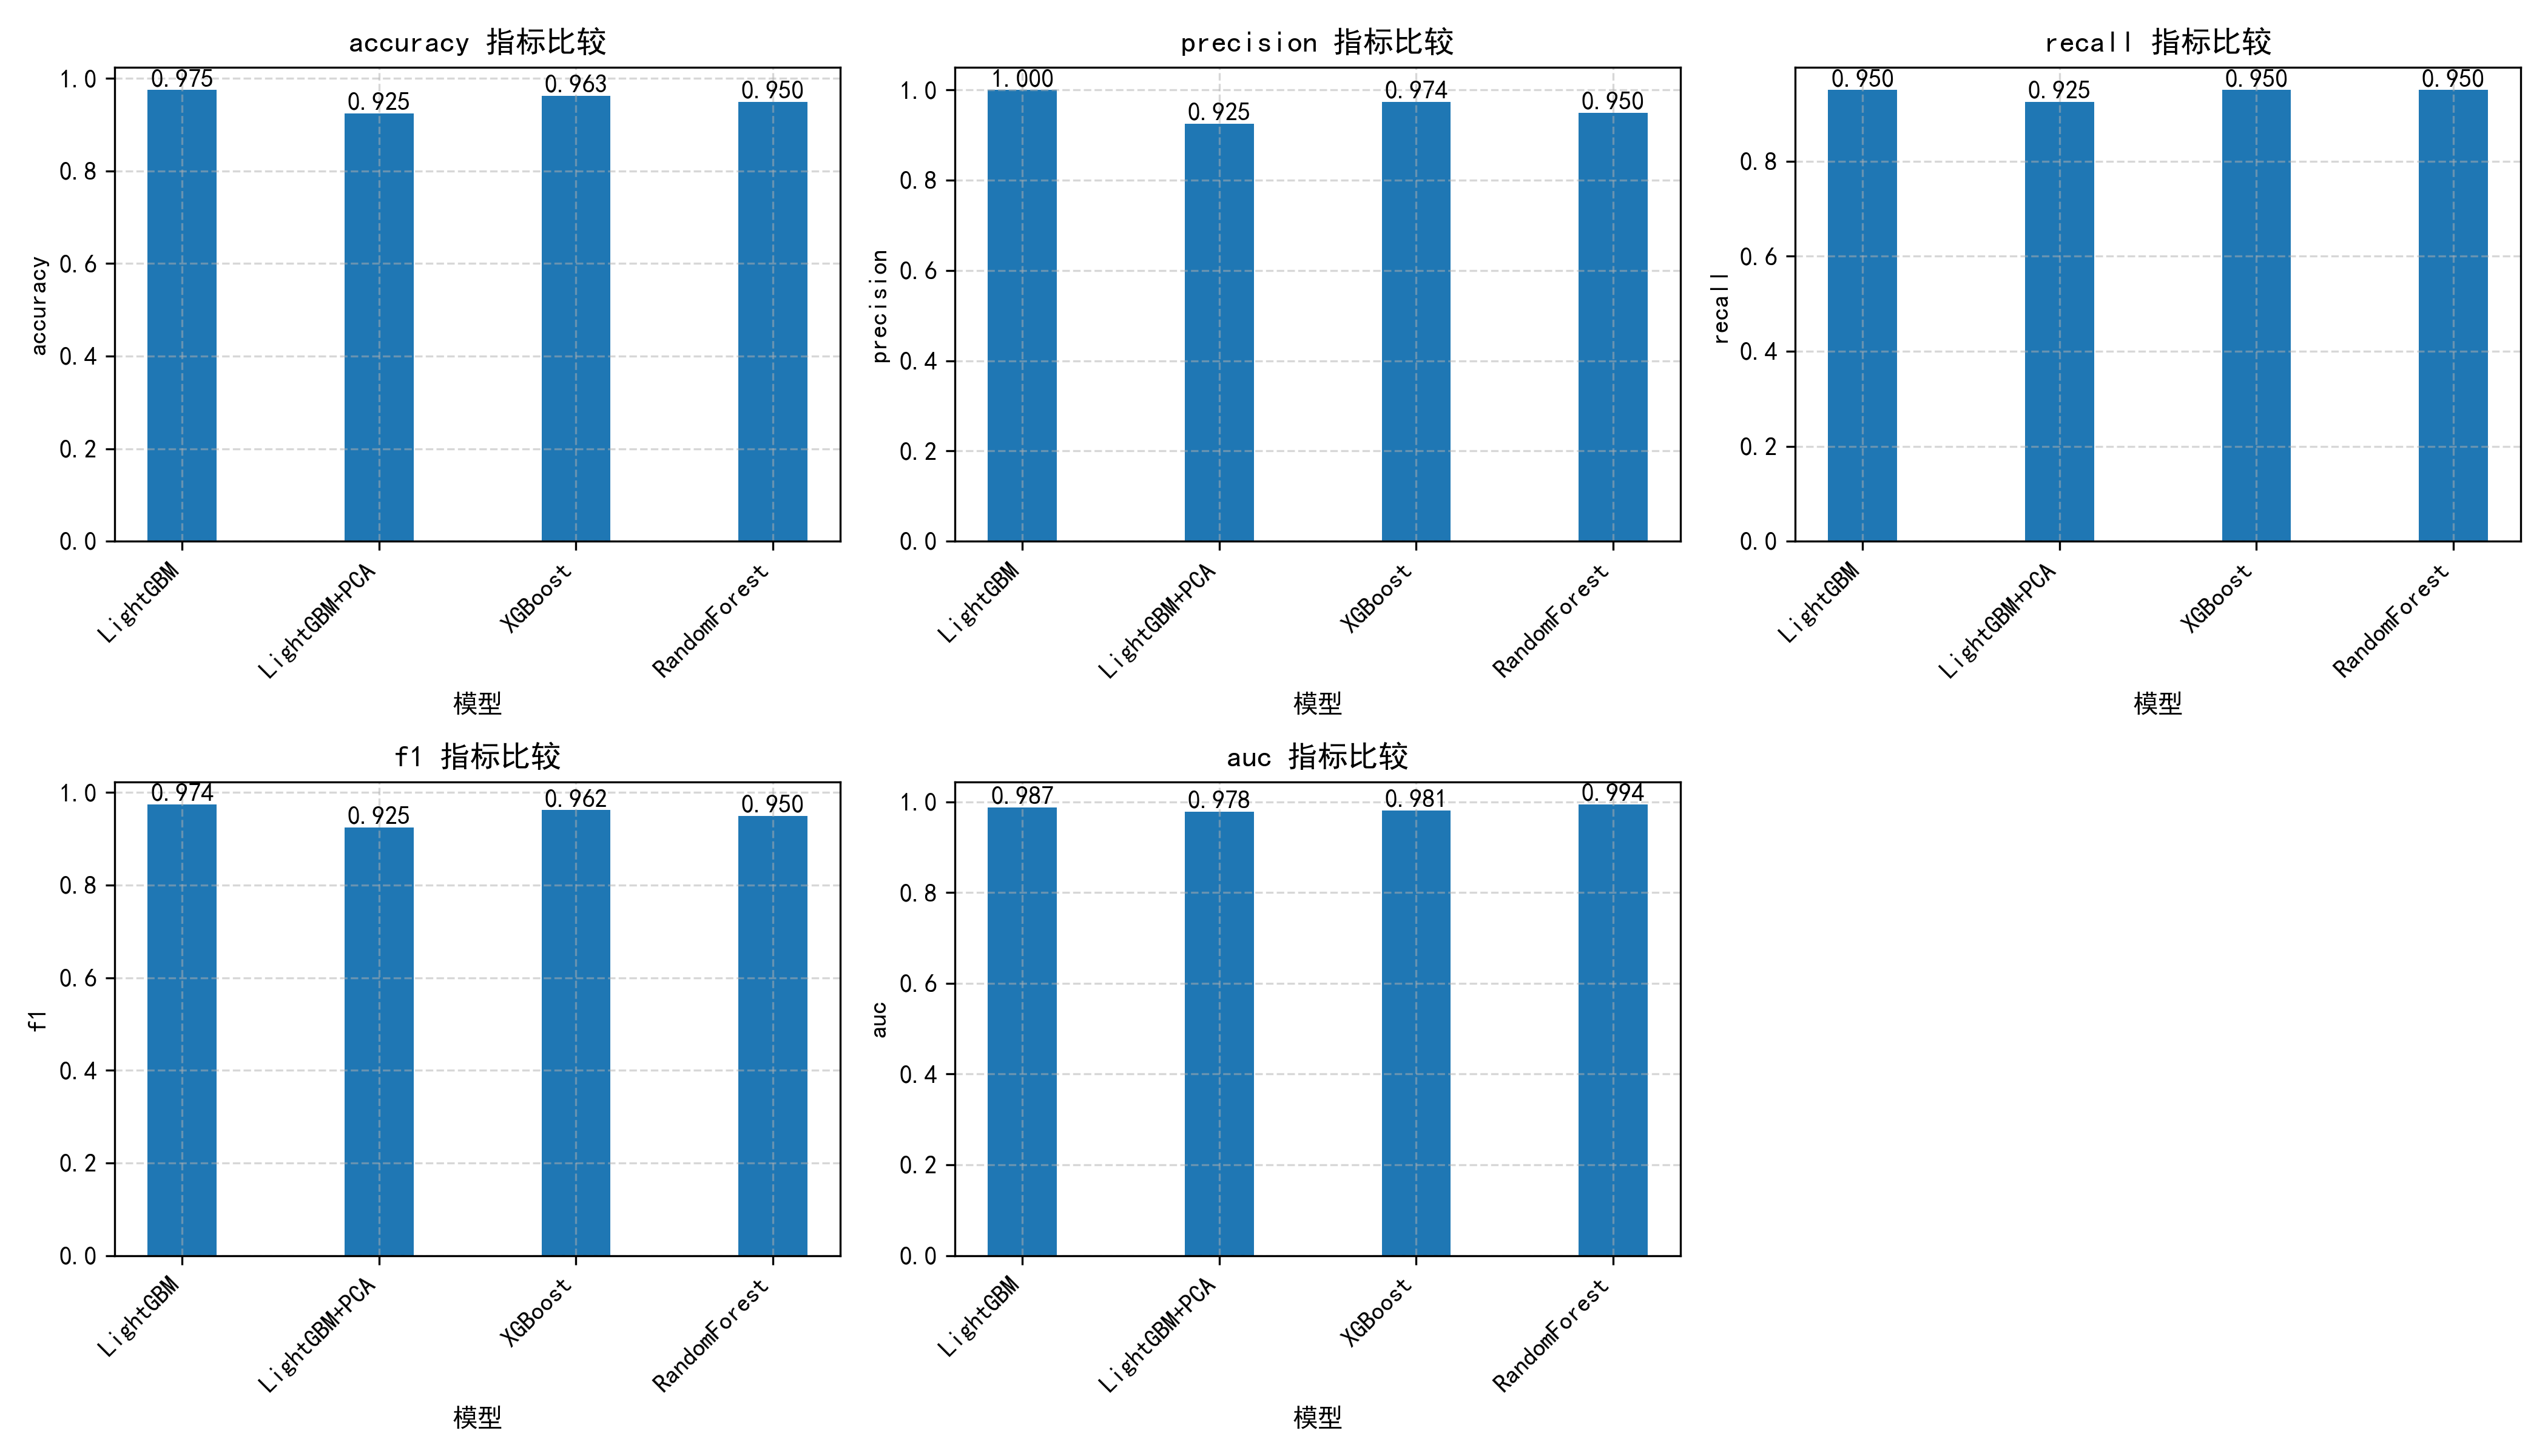 accuracy 指标比较
0.975
0.925
0.963
0.950
1.0
0.8
0.6
0.4
0.2
0.0
accuracy
LightGBM
LightGBM+PCA
XGBoost
RandomForest
模型
precision 指标比较
1.000
0.925
0.974
0.950
1.0
0.8
0.6
0.4
0.2
0.0
precision
LightGBM
LightGBM+PCA
XGBoost
RandomForest
模型
recall 指标比较
0.950
0.925
0.950
0.950
0.8
0.6
0.4
0.2
0.0
recall
LightGBM
LightGBM+PCA
XGBoost
RandomForest
模型
f1 指标比较
0.974
0.925
0.962
0.950
1.0
0.8
0.6
0.4
0.2
0.0
f1
LightGBM
LightGBM+PCA
XGBoost
RandomForest
模型
auc 指标比较
0.987
0.978
0.981
0.994
1.0
0.8
0.6
0.4
0.2
0.0
auc
LightGBM
LightGBM+PCA
XGBoost
RandomForest
模型